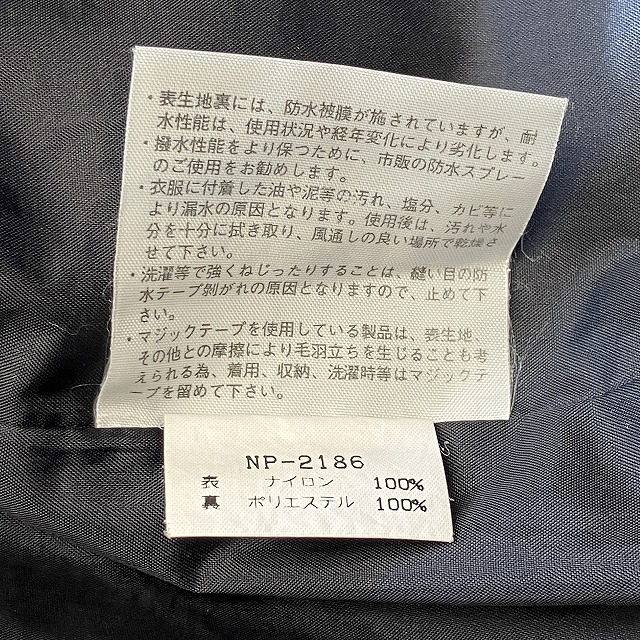 ・表生地裏には、防水被膜が施されていますが、耐
水性能は、使用状況や経年変化により劣化します。
・撥水性能をより保つために、市販の防水スプレー
のご使用をお勧めします。
・衣服に付着した油や泥等の汚れ、塩分、カビ等に
より漏水の原因となります。使用後は、汚れや水
分を十分に拭き取り、風通しの良い場所で乾燥さ
せて下さい。
・洗濯等で強くねじったりすることは、縫い目の防
水テープ剝がれの原因となりますので、止めて下
さい。
・マジックテープを使用している製品は、表生地、
その他との摩擦により毛羽立ちを生じることも考
えられる為、着用、収納、洗濯時等はマジックテ
ープを留めて下さい。
NP-2186
表 ナイロン 100%
裏 ポリエステル 100%